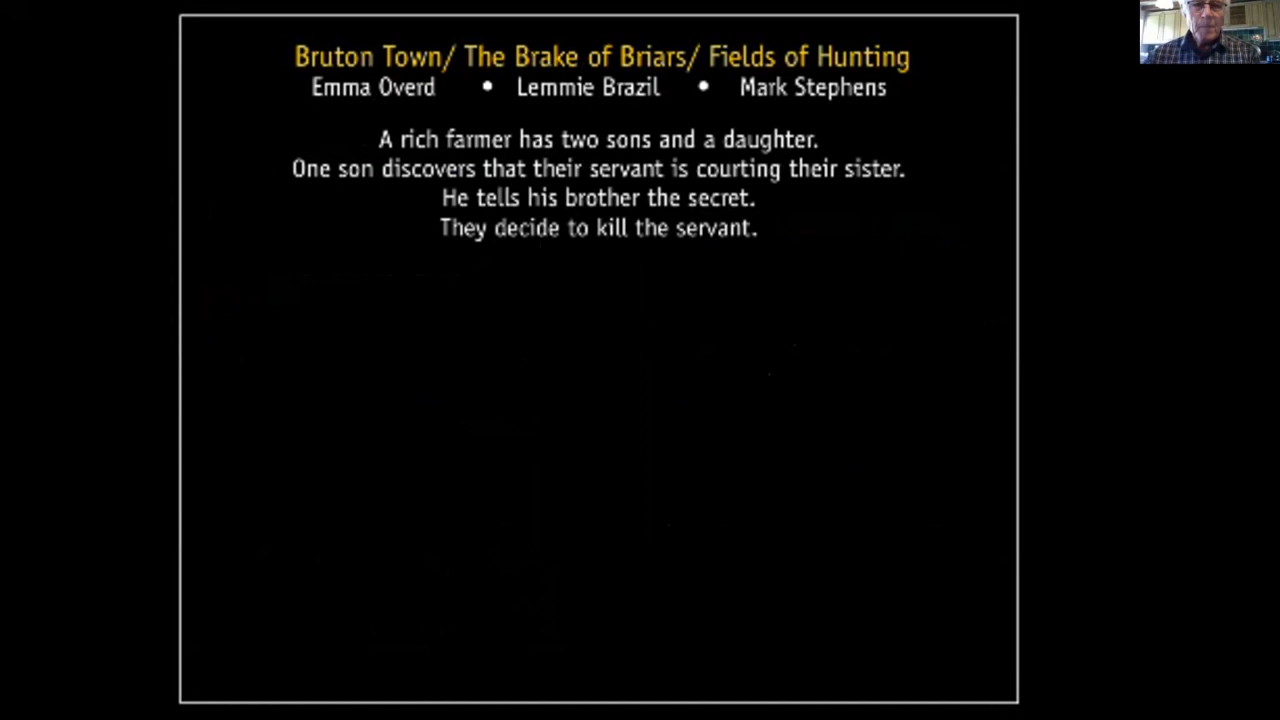 Bruton Town/ The Brake of Briars/ Fields of Hunting
Emma Overd • Lemmie Brazil • Mark Stephens
A rich farmer has two sons and a daughter.
One son discovers that their servant is courting their sister.
He tells his brother the secret.
They decide to kill the servant.